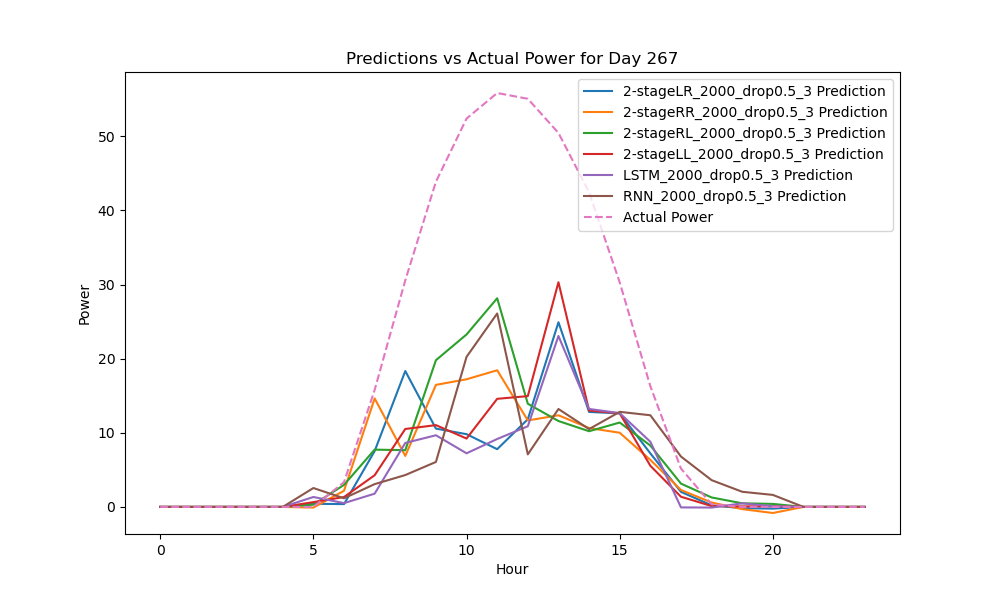 Predictions vs Actual Power for Day 267
2-stageLR_2000_drop0.5_3 Prediction
2-stageRR_2000_drop0.5_3 Prediction
2-stageRL_2000_drop0.5_3 Prediction
2-stageLL_2000_drop0.5_3 Prediction
LSTM_2000_drop0.5_3 Prediction
RNN_2000_drop0.5_3 Prediction
Actual Power
50
40
30
20
10
0
Power
0 5 10 15 20
Hour